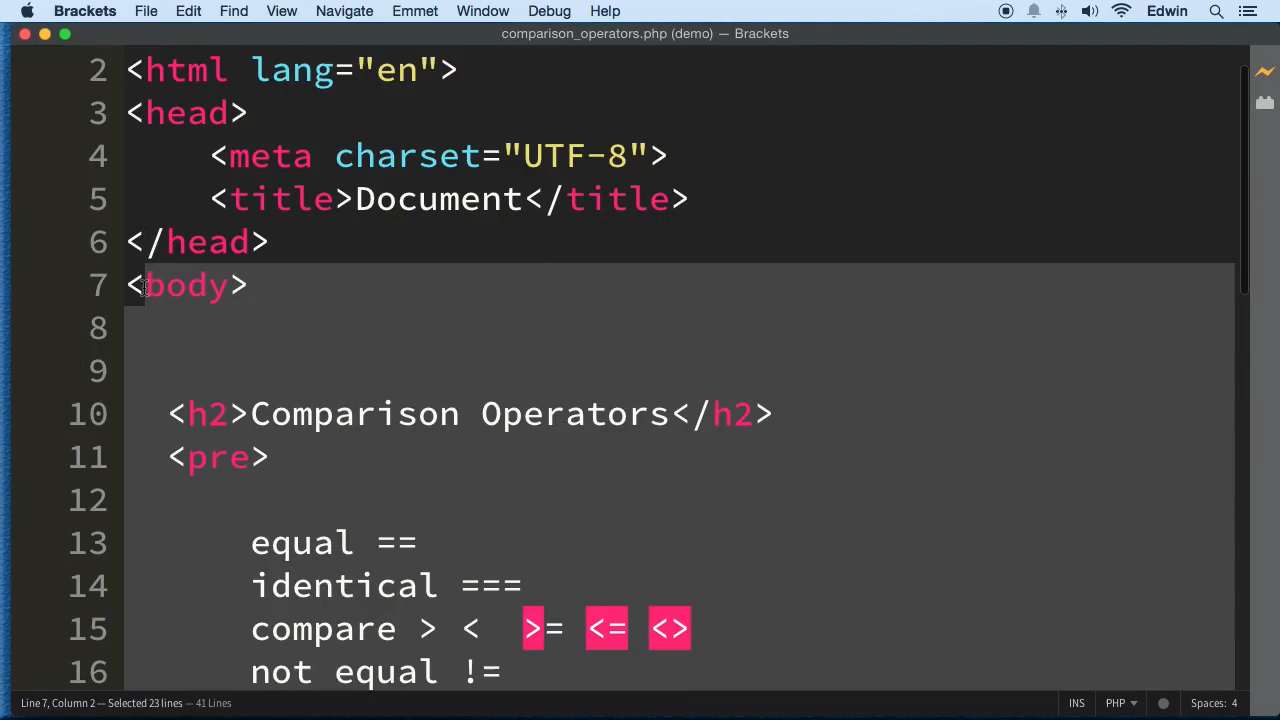 Brackets File Edit Find View Navigate Emmet Window Debug Help Edwin
comparison_operators.php (demo) — Brackets
2 <html lang="en">
3 <head>
4 <meta charset="UTF-8">
5 <title>Document</title>
6 </head>
7 <body>
8
9
10 <h2>Comparison Operators</h2>
11 <pre>
12
13 equal ==
14 identical ===
15 compare > < >= <= <>
16 not equal !=
Line 7, Column 2 — Selected 23 lines — 41 Lines INS PHP Spaces: 4